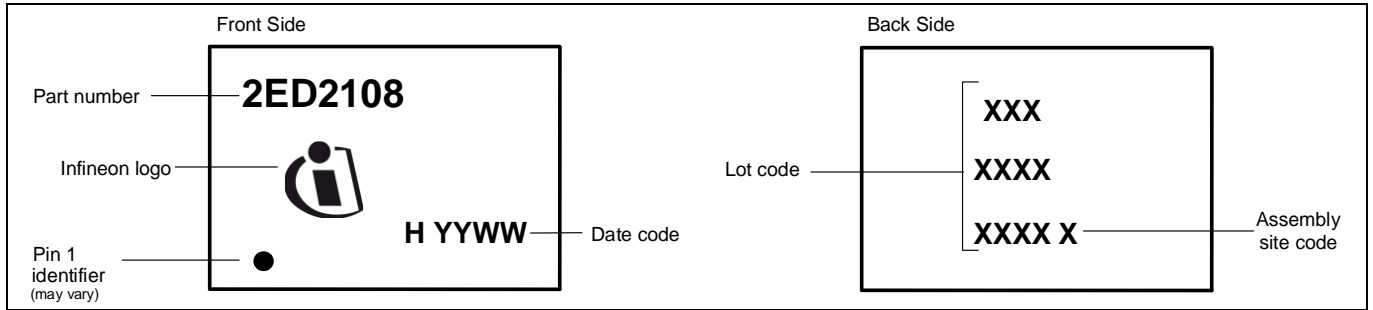 Front Side
Back Side
Part number
2ED2108
XXX
Infineon logo
Lot code
XXXX
H YYWW
Date code
XXXX X
Assembly
site code
Pin 1
identifier
(may vary)